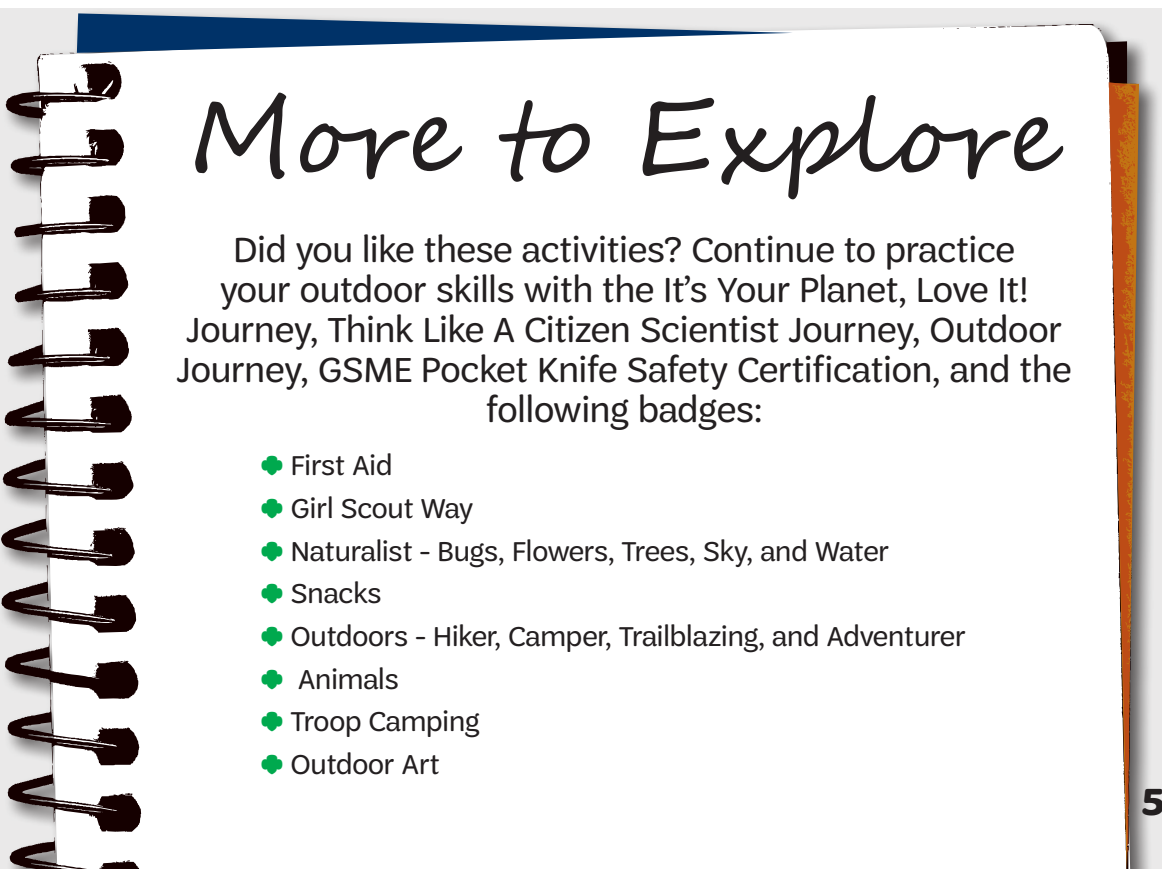 More to Explore
Did you like these activities? Continue to practice
your outdoor skills with the It's Your Planet, Love It!
Journey, Think Like A Citizen Scientist Journey, Outdoor
Journey, GSME Pocket Knife Safety Certification, and the
following badges:
First Aid
Girl Scout Way
Naturalist - Bugs, Flowers, Trees, Sky, and Water
Snacks
Outdoors - Hiker, Camper, Trailblazing, and Adventurer
Animals
Troop Camping
Outdoor Art
5